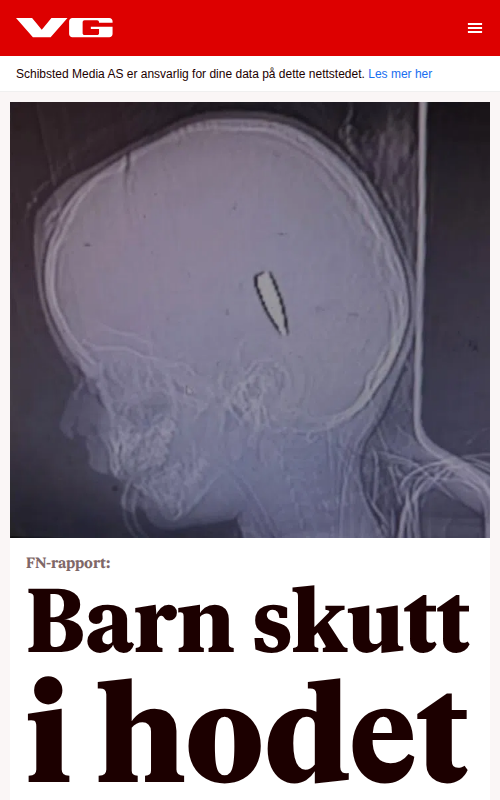 VG
Schibsted Media AS er ansvarlig for dine data på dette nettstedet. Les mer her
FN-rapport:
Barn skutt
i hodet